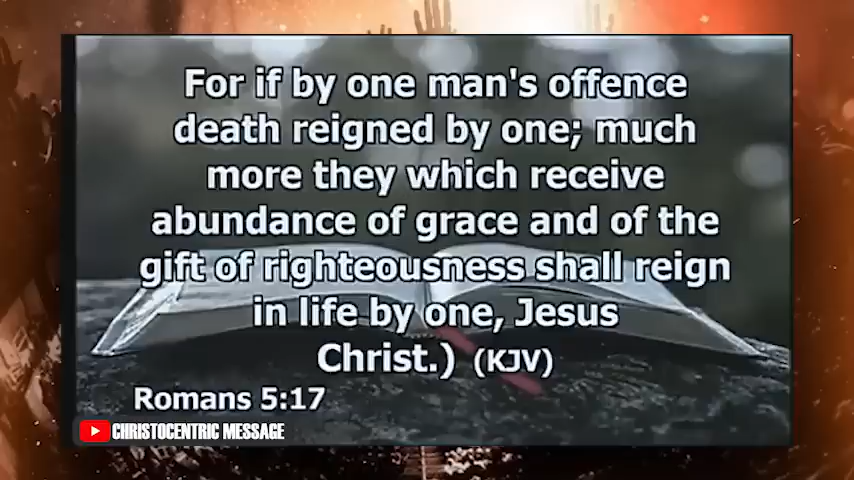 For if by one man's offence
death reigned by one; much
more they which receive
abundance of grace and of the
gift of righteousness shall reign
in life by one, Jesus
Christ.) (KJV)
Romans 5:17
CHRISTOCENTRIC MESSAGE